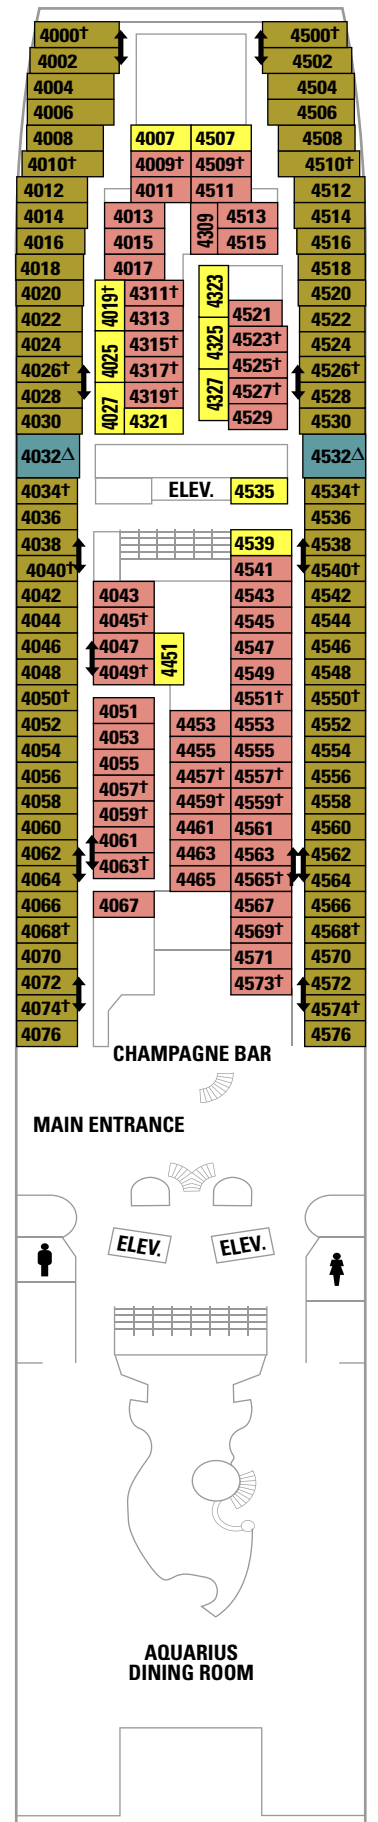 4000† 4500†
4002 4502
4004 4504
4006 4506
4008 4007 4507 4508
4010† 4009† 4509† 4510†
4012 4011 4511 4512
4014 4013 4309 4513 4514
4016 4015 4515 4516
4018 4017 4518
4020 4019† 4311† 4323 4520
4022 4313 4521 4522
4024 4025 4315† 4325 4523† 4524
4026† 4317† 4525† 4526†
4028 4027 4319† 4327 4527† 4528
4030 4321 4529 4530
4032△ 4532△
4034† ELEV. 4535 4534†
4036 4536
4038 4539 4538
4040† 4541 4540†
4042 4043 4543 4542
4044 4045† 4545 4544
4046 4047 4451 4547 4546
4048 4049† 4549 4548
4050† 4551† 4550†
4052 4051 4453 4553 4552
4054 4053 4455 4555 4554
4056 4055 4457† 4557† 4556
4058 4057† 4459† 4559† 4558
4060 4059† 4461 4561 4560
4062 4061 4463 4563 4562
4064 4063† 4465 4565† 4564
4066 4067 4567 4566
4068† 4569† 4568†
4070 4571 4570
4072 4573† 4572
4074† 4574†
4076 4576
CHAMPAGNE BAR
MAIN ENTRANCE
ELEV. ELEV.
AQUARIUS
DINING ROOM